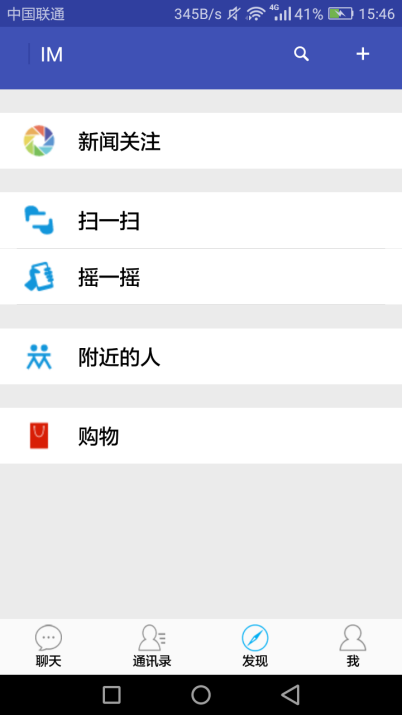 中国联通 345B/s 4G 41% 15:46
IM
新闻关注
扫一扫
摇一摇
附近的人
购物
聊天 通讯录 发现 我